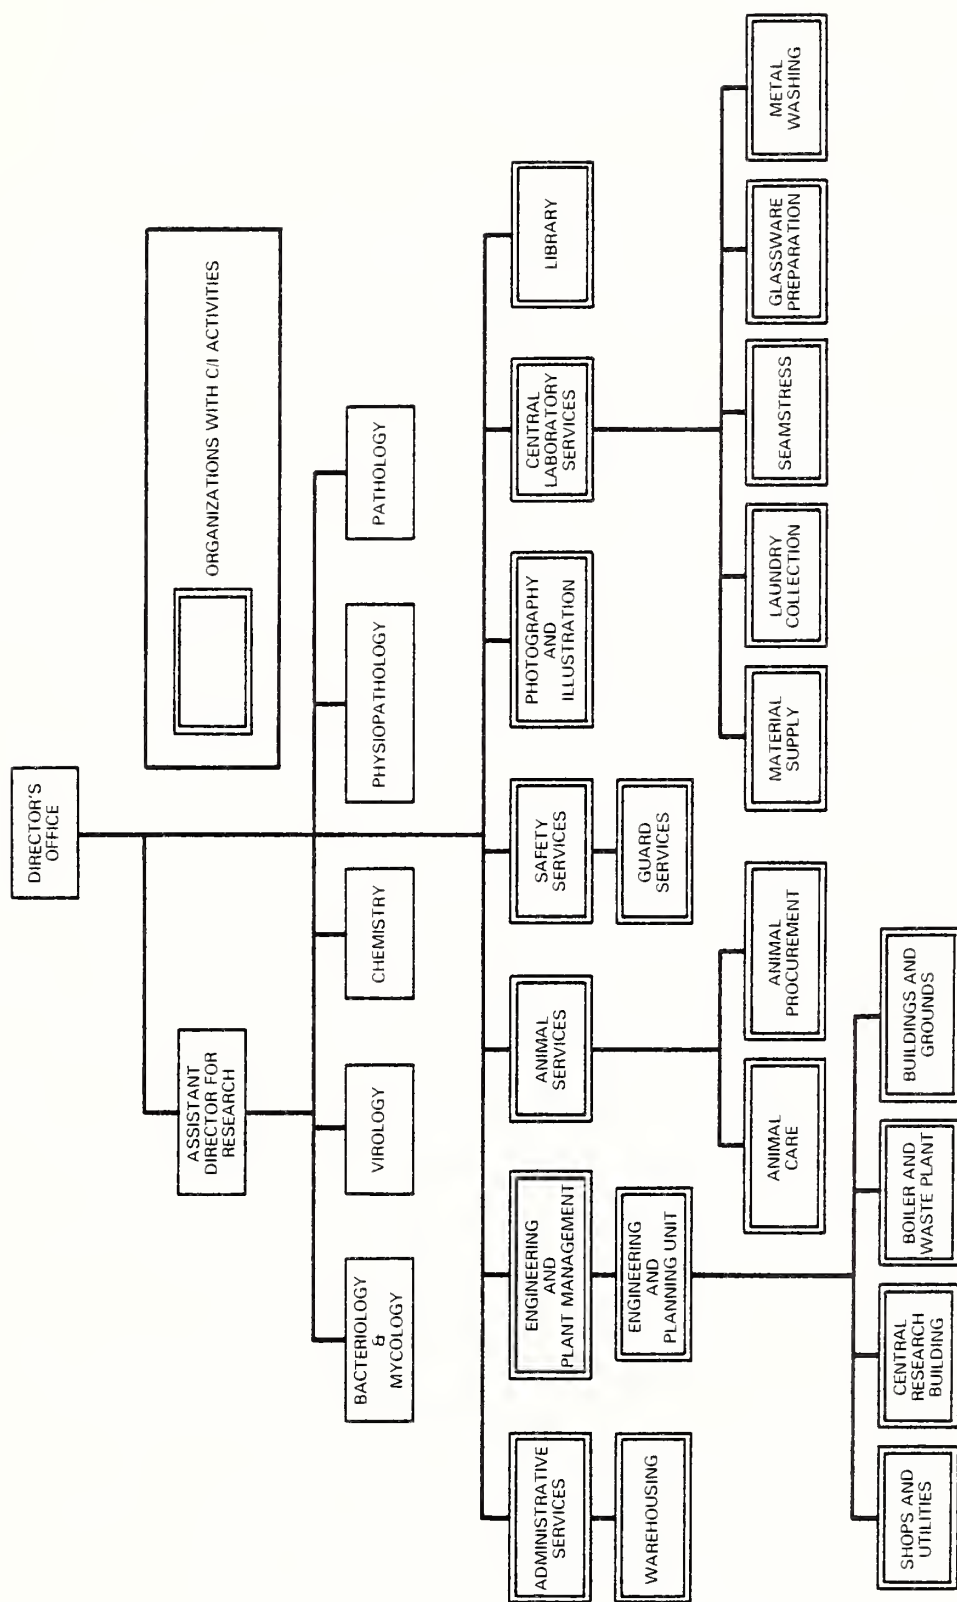 DIRECTOR'S
OFFICE
ORGANIZATIONS WITH C/I ACTIVITIES
ASSISTANT
DIRECTOR FOR
RESEARCH
BACTERIOLOGY
&
MYCOLOGY
VIROLOGY
CHEMISTRY
PHYSIOPATHOLOGY
PATHOLOGY
ADMINISTRATIVE
SERVICES
ENGINEERING
AND
PLANT MANAGEMENT
ANIMAL
SERVICES
SAFETY
SERVICES
PHOTOGRAPHY
AND
ILLUSTRATION
CENTRAL
LABORATORY
SERVICES
LIBRARY
WAREHOUSING
ENGINEERING
AND
PLANNING UNIT
GUARD
SERVICES
ANIMAL
CARE
ANIMAL
PROCUREMENT
MATERIAL
SUPPLY
LAUNDRY
COLLECTION
SEAMSTRESS
GLASSWARE
PREPARATION
METAL
WASHING
SHOPS AND
UTILITIES
CENTRAL
RESEARCH
BUILDING
BOILER AND
WASTE PLANT
BUILDINGS AND
GROUNDS